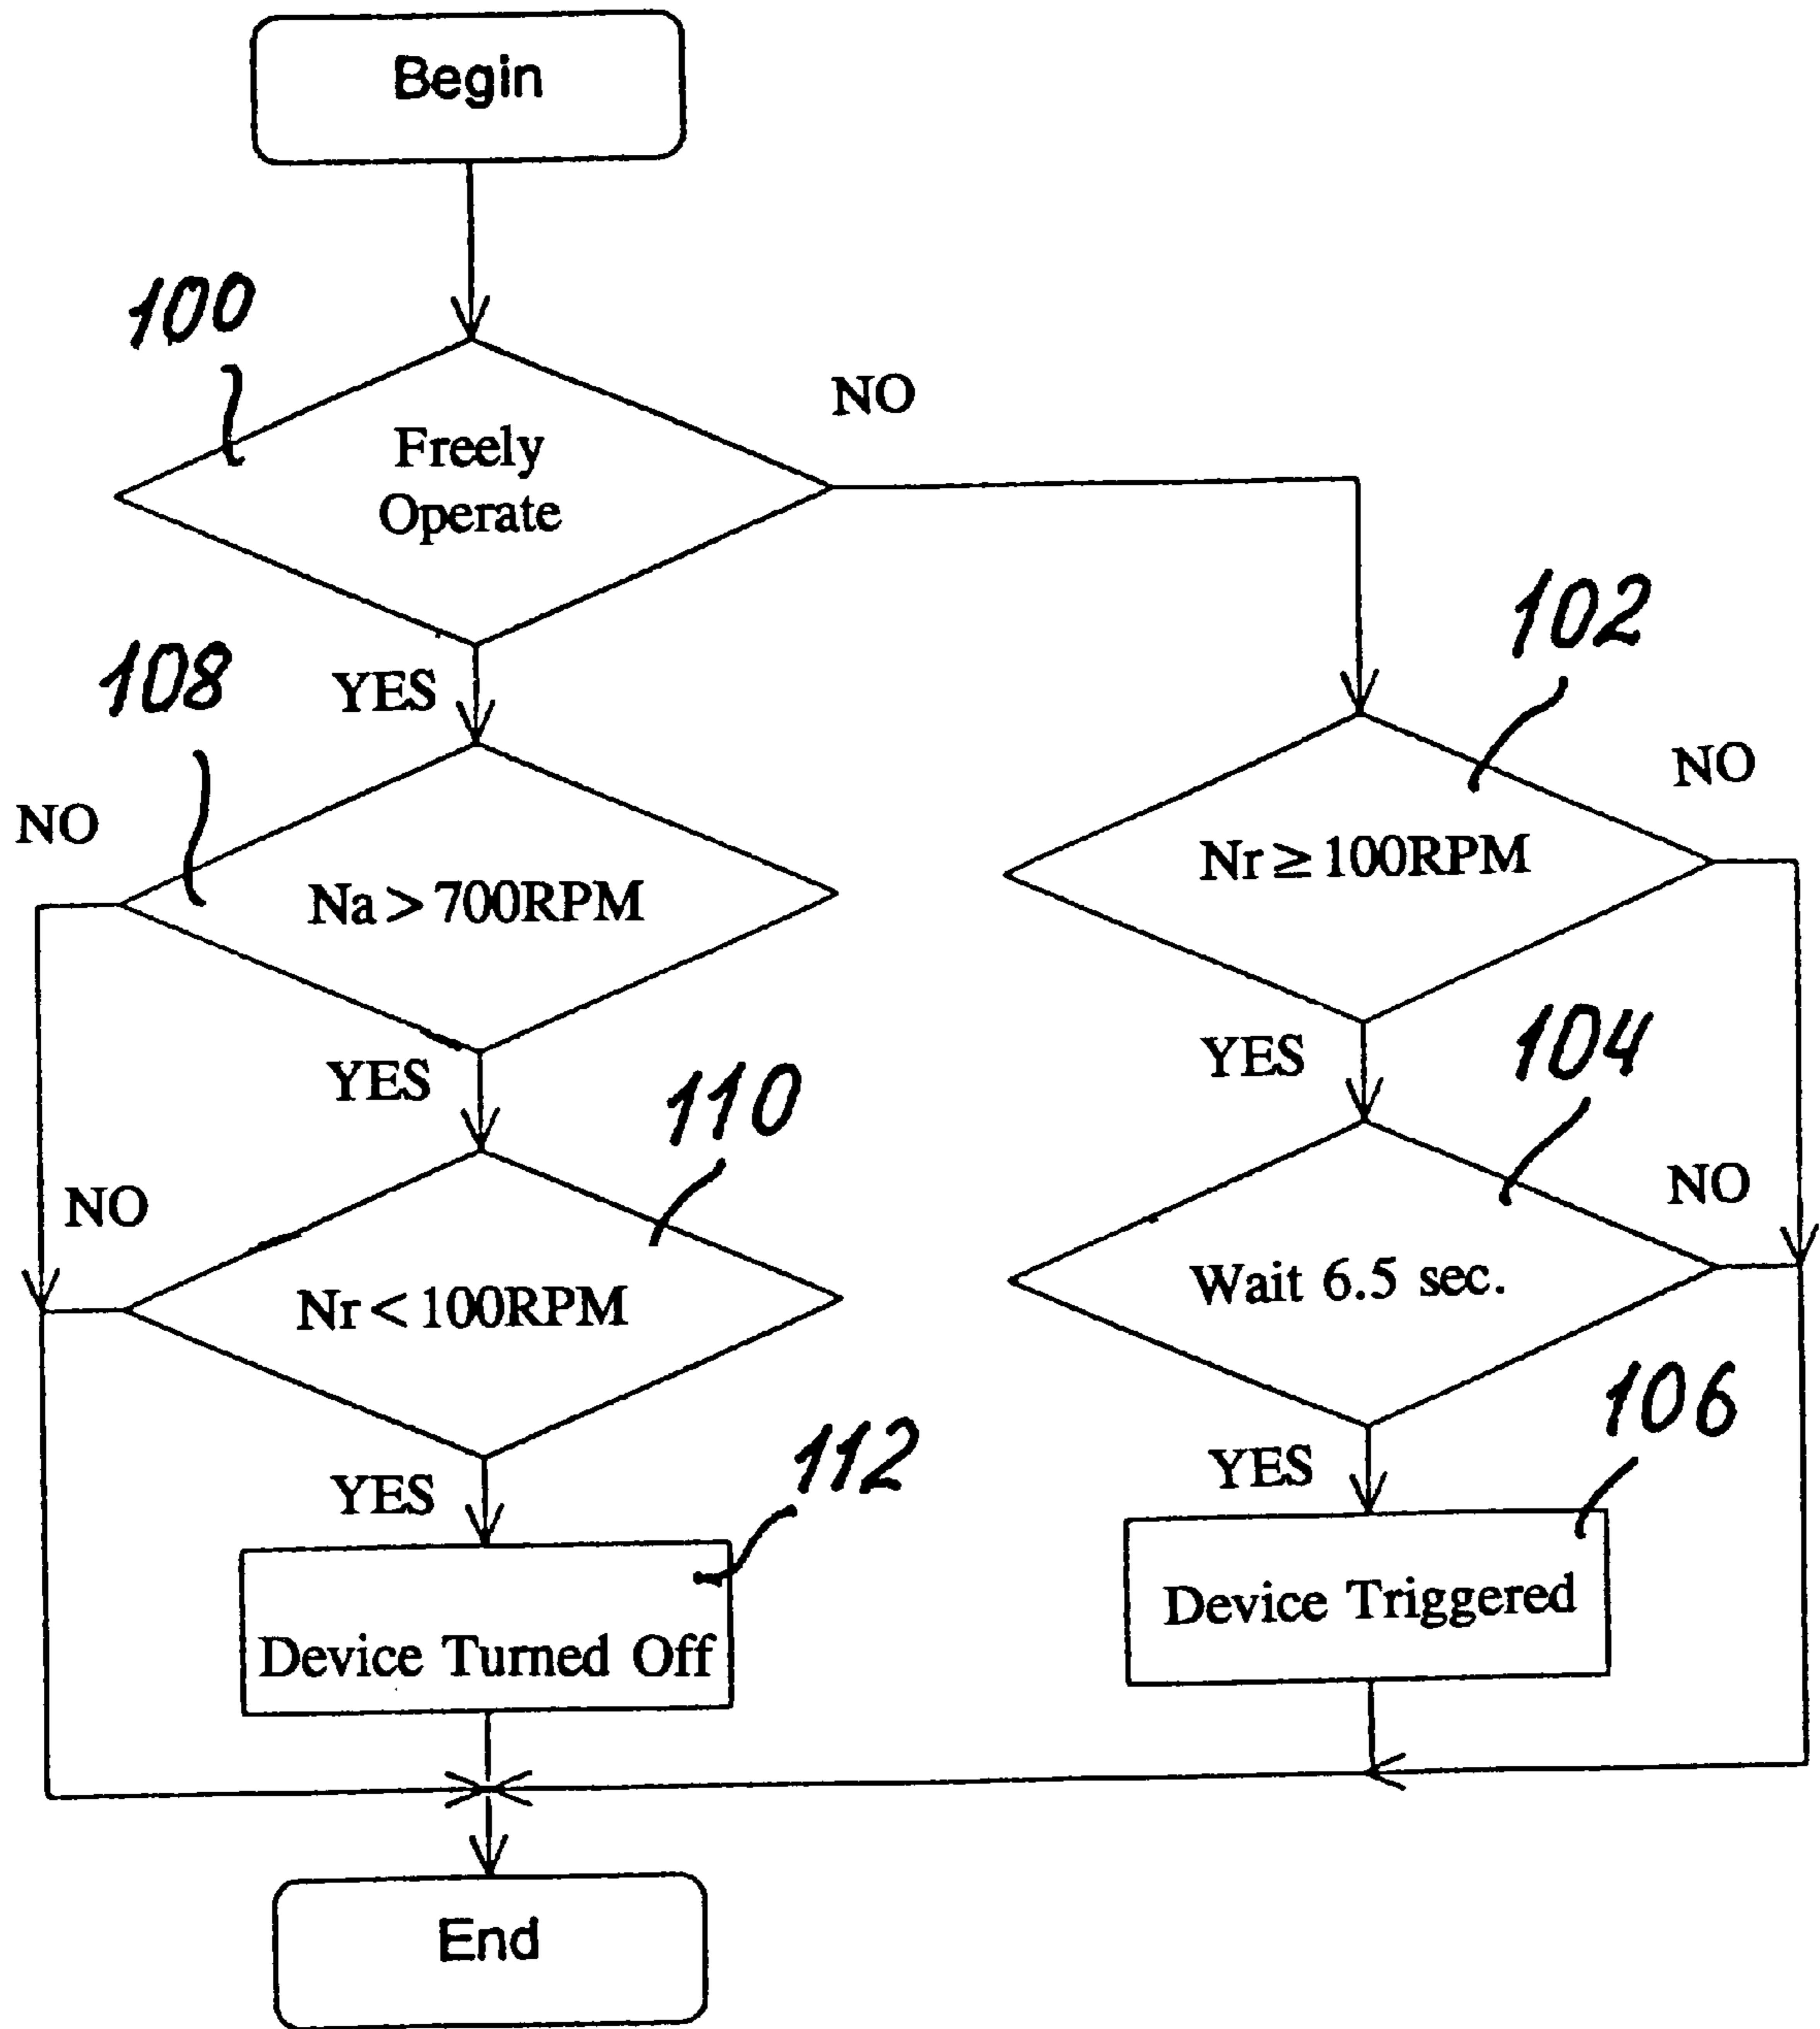 Begin
100
NO
Freely
Operate
102
108
YES
NO
NO
Nr ≥ 100RPM
Na > 700RPM
104
YES
YES
110
NO
NO
Wait 6.5 sec.
Nr < 100RPM
106
112
YES
YES
Device Triggered
Device Turned Off
End